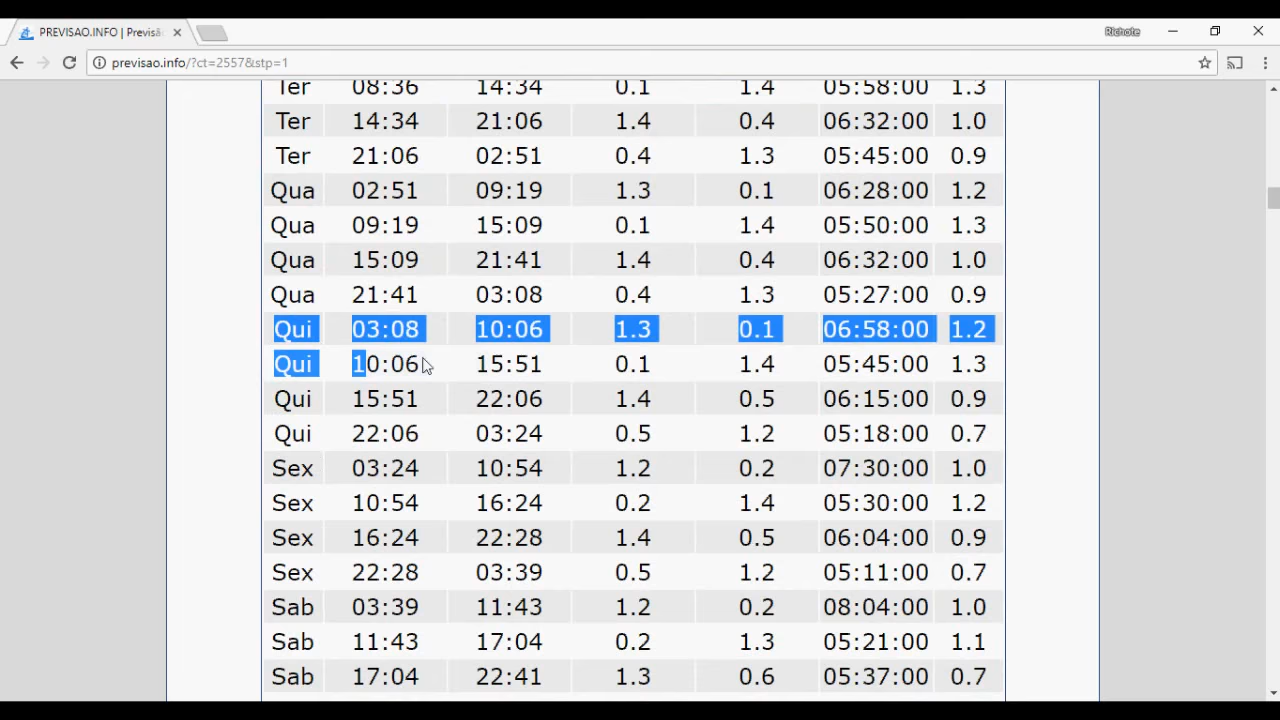 PREVISAO.INFO | Previsã
Richote
previsao.info/?ct=2557&stp=1
Ter 08:36 14:34 0.1 1.4 05:58:00 1.3
Ter 14:34 21:06 1.4 0.4 06:32:00 1.0
Ter 21:06 02:51 0.4 1.3 05:45:00 0.9
Qua 02:51 09:19 1.3 0.1 06:28:00 1.2
Qua 09:19 15:09 0.1 1.4 05:50:00 1.3
Qua 15:09 21:41 1.4 0.4 06:32:00 1.0
Qua 21:41 03:08 0.4 1.3 05:27:00 0.9
Qui 03:08 10:06 1.3 0.1 06:58:00 1.2
Qui 10:06 15:51 0.1 1.4 05:45:00 1.3
Qui 15:51 22:06 1.4 0.5 06:15:00 0.9
Qui 22:06 03:24 0.5 1.2 05:18:00 0.7
Sex 03:24 10:54 1.2 0.2 07:30:00 1.0
Sex 10:54 16:24 0.2 1.4 05:30:00 1.2
Sex 16:24 22:28 1.4 0.5 06:04:00 0.9
Sex 22:28 03:39 0.5 1.2 05:11:00 0.7
Sab 03:39 11:43 1.2 0.2 08:04:00 1.0
Sab 11:43 17:04 0.2 1.3 05:21:00 1.1
Sab 17:04 22:41 1.3 0.6 05:37:00 0.7